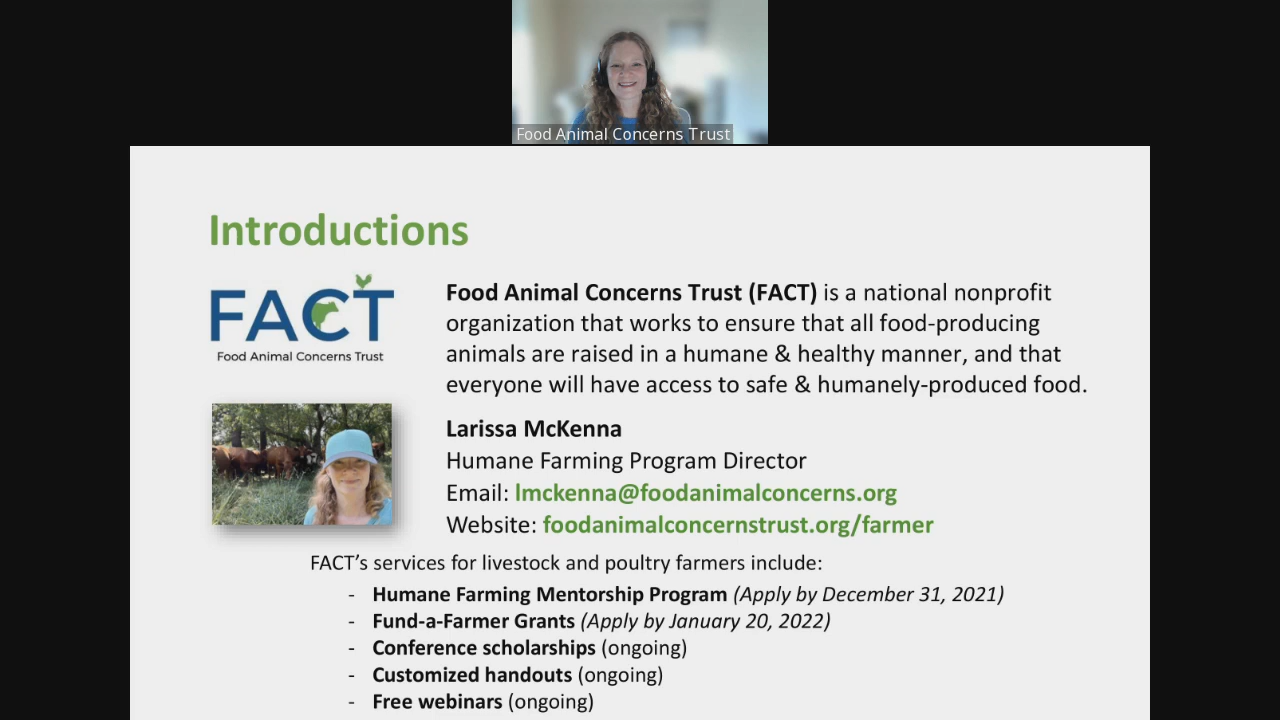 Food Animal Concerns Trust
Introductions
FACT
Food Animal Concerns Trust
Food Animal Concerns Trust (FACT) is a national nonprofit
organization that works to ensure that all food-producing
animals are raised in a humane & healthy manner, and that
everyone will have access to safe & humanely-produced food.
Larissa McKenna
Humane Farming Program Director
Email: lmckenna@foodanimalconcerns.org
Website: foodanimalconcernstrust.org/farmer
FACT’s services for livestock and poultry farmers include:
- Humane Farming Mentorship Program (Apply by December 31, 2021)
- Fund-a-Farmer Grants (Apply by January 20, 2022)
- Conference scholarships (ongoing)
- Customized handouts (ongoing)
- Free webinars (ongoing)